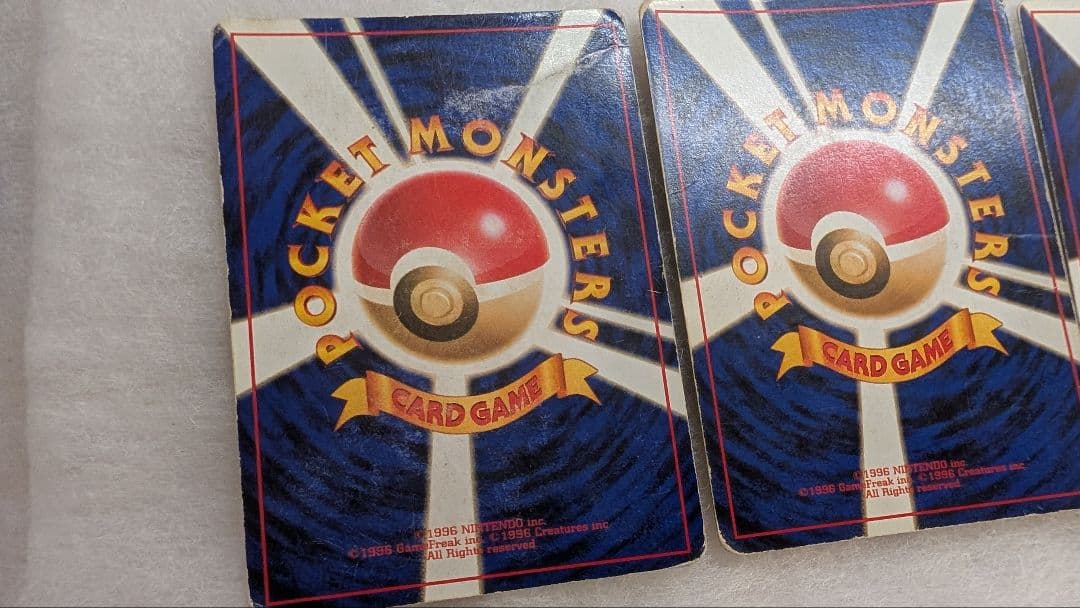 POCKET MONSTERS
CARD GAME
©1996 NINTENDO inc.
©1996 GameFreak inc. ©1996 Creatures inc
All Rights reserved
POCKET MONSTERS
CARD GAME
©1996 NINTENDO inc.
©1996 GameFreak inc. ©1996 Creatures inc
All Rights reserved